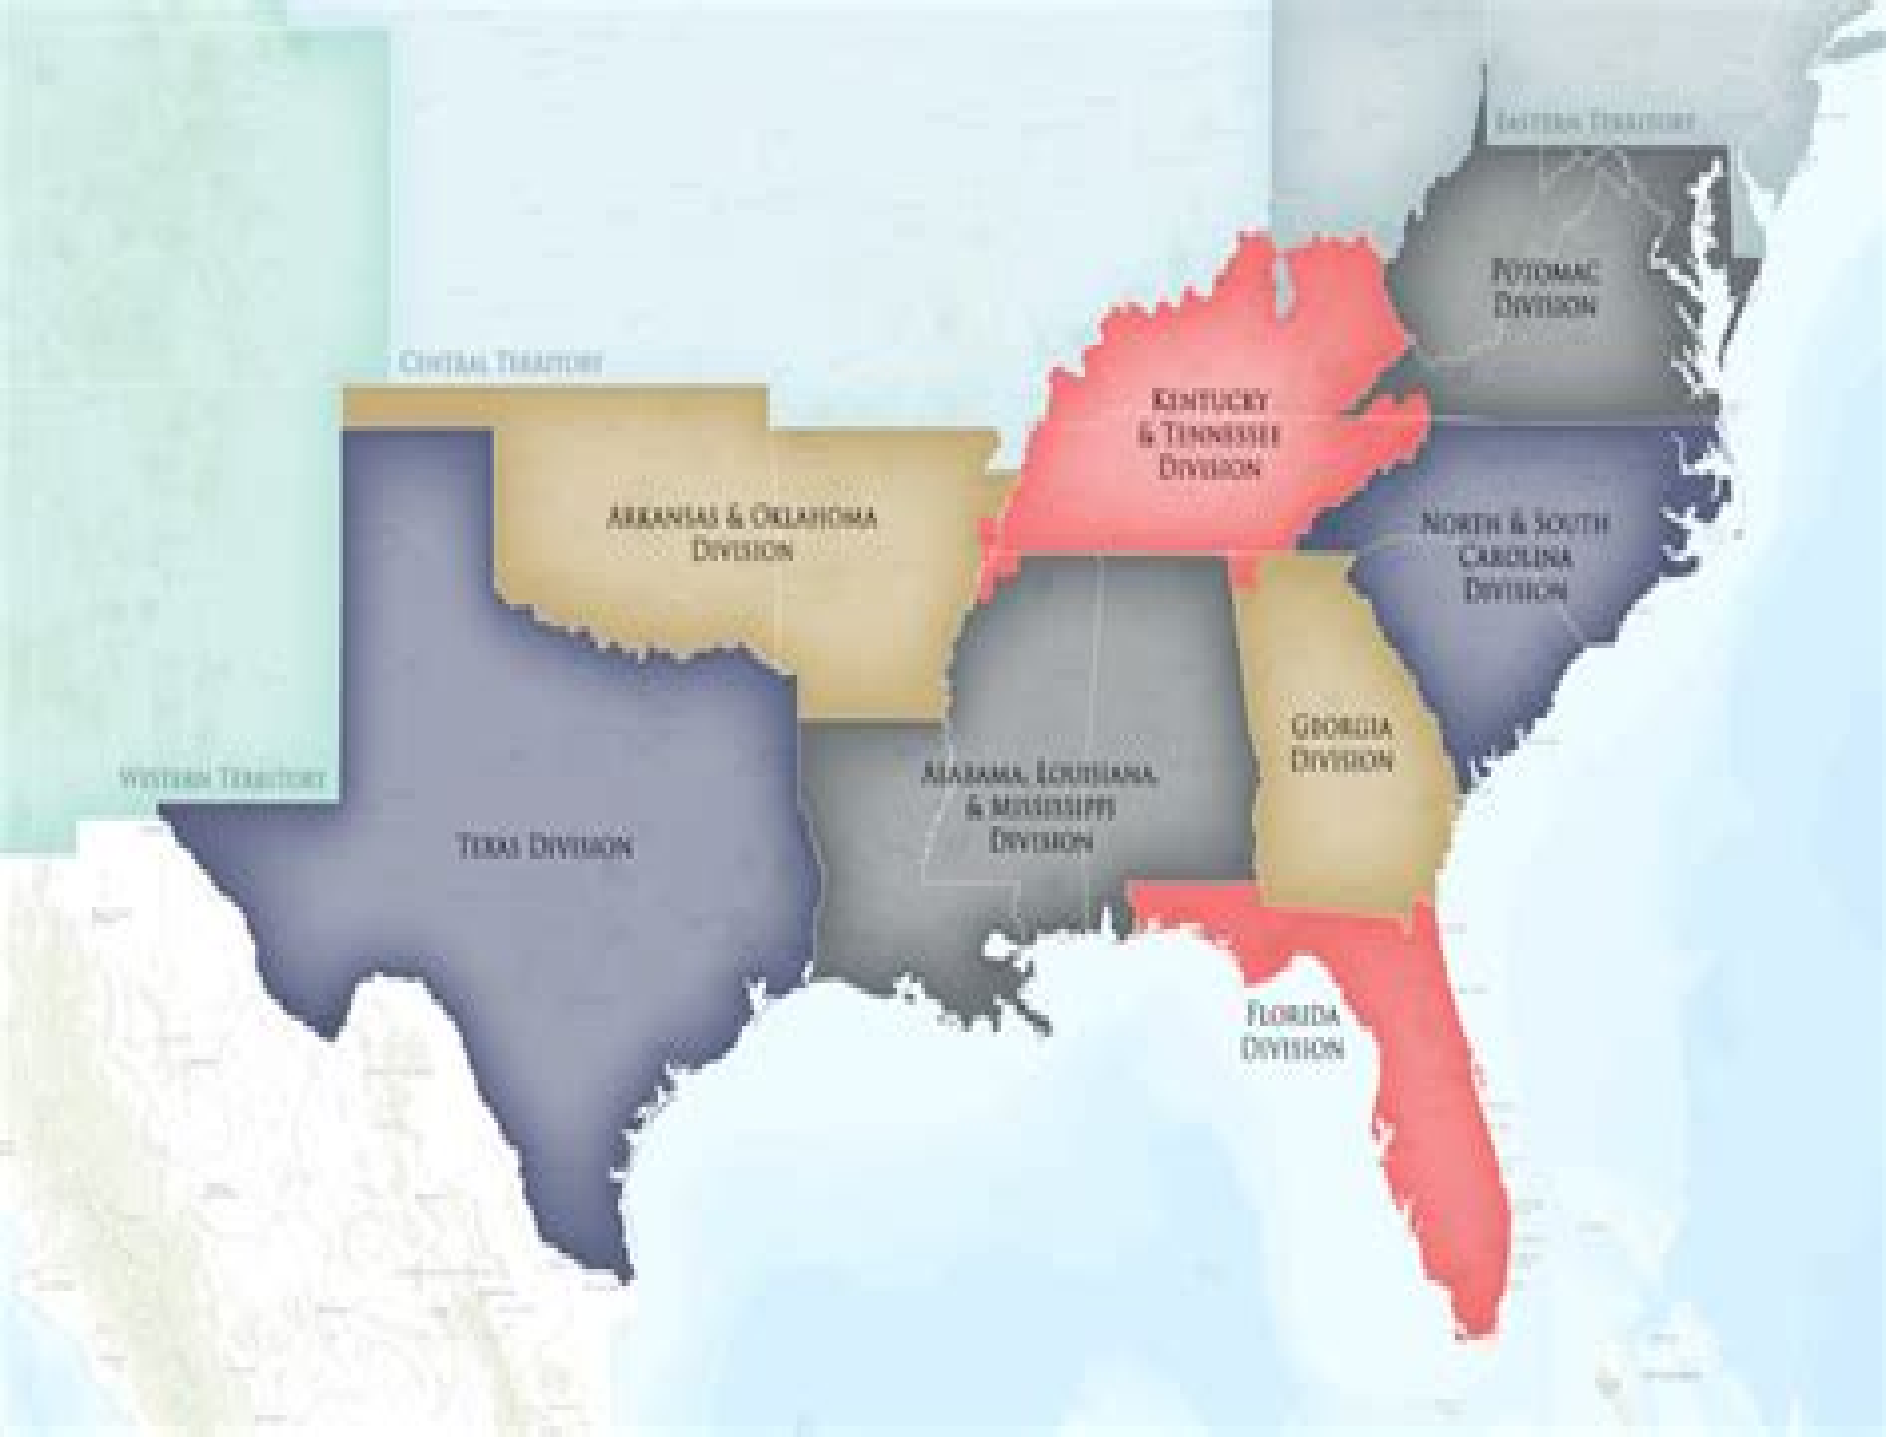 EASTERN TERRITORY
POTOMAC
DIVISION
CENTRAL TERRITORY
KENTUCKY
& TENNESSEE
DIVISION
ARKANSAS & OKLAHOMA
DIVISION
NORTH & SOUTH
CAROLINA
DIVISION
GEORGIA
DIVISION
WESTERN TERRITORY
ALABAMA, LOUISIANA,
& MISSISSIPPI
DIVISION
TEXAS DIVISION
FLORIDA
DIVISION